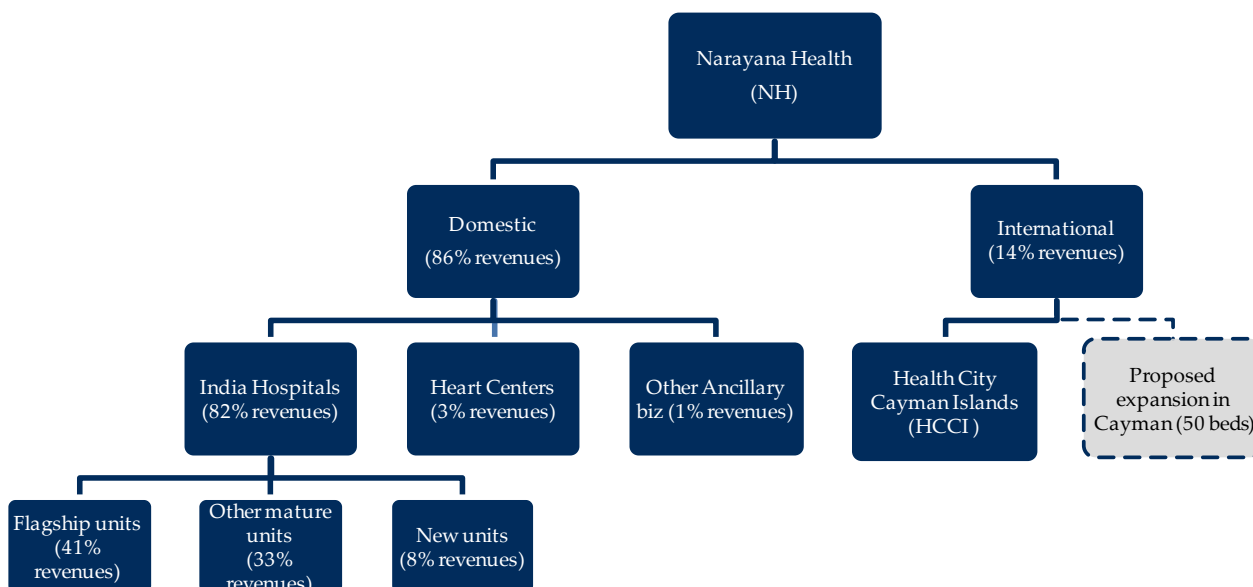 Narayana Health
(NH)
Domestic
(86% revenues)
International
(14% revenues)
India Hospitals
(82% revenues)
Heart Centers
(3% revenues)
Other Ancillary
biz (1% revenues)
Health City
Cayman Islands
(HCCI )
Proposed
expansion in
Cayman (50 beds)
Flagship units
(41%
revenues)
Other mature
units
(33%
revenues)
New units
(8% revenues)